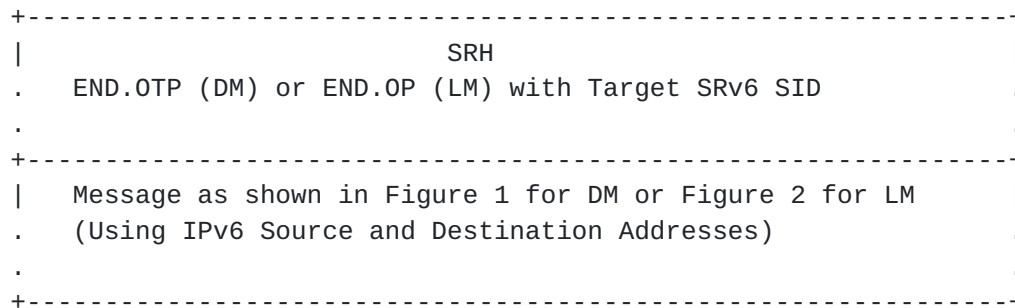 +---------------------------------------------------------------+
|                            SRH                                |
.   END.OTP (DM) or END.OP (LM) with Target SRv6 SID            .
.                                                               .
+---------------------------------------------------------------+
|   Message as shown in Figure 1 for DM or Figure 2 for LM      |
.   (Using IPv6 Source and Destination Addresses)               .
.                                                               .
+---------------------------------------------------------------+